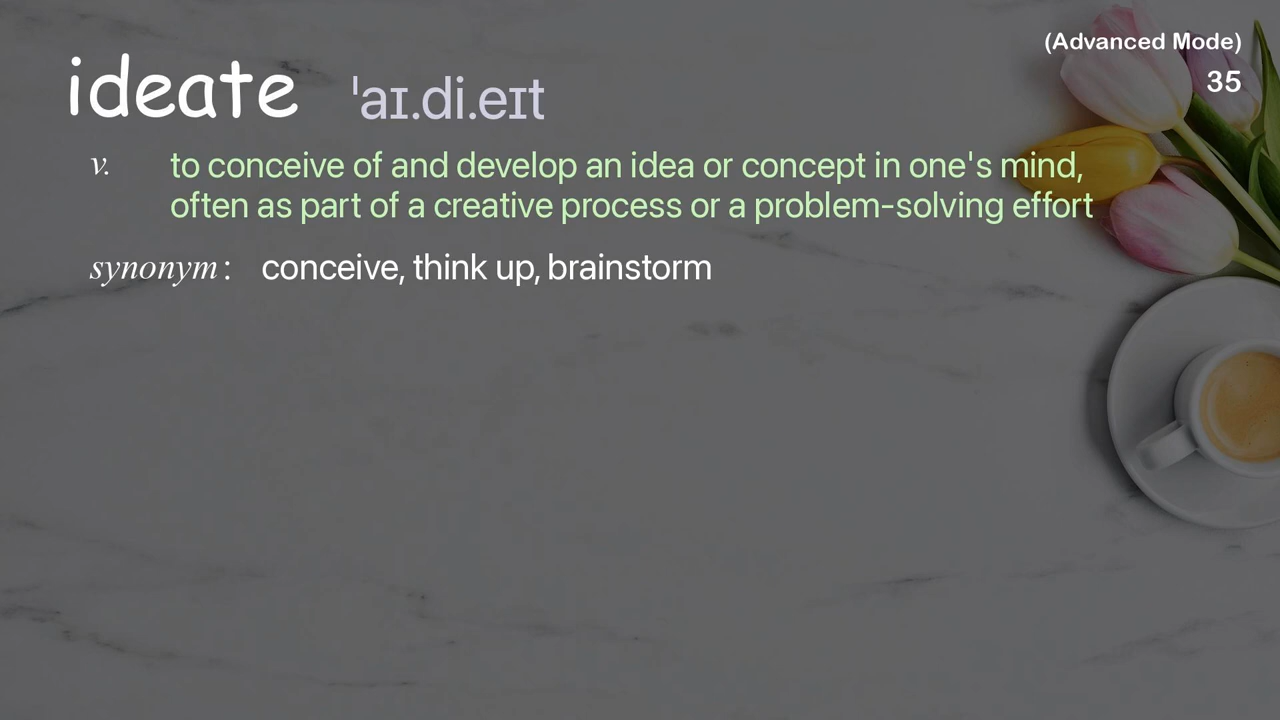 (Advanced Mode)
35
ideate ˈaɪ.di.eɪt
v. to conceive of and develop an idea or concept in one's mind,
often as part of a creative process or a problem-solving effort
synonym : conceive, think up, brainstorm